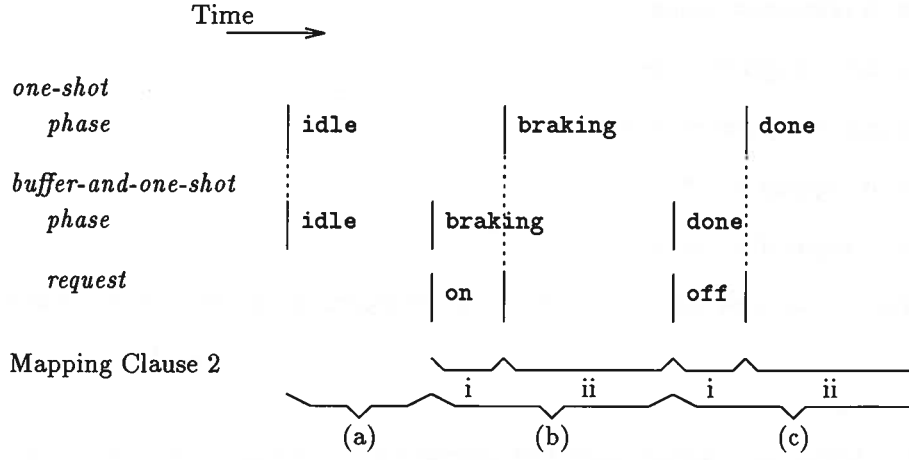 Time
one-shot
phase idle braking done
buffer-and-one-shot
phase idle braking done
request on off
Mapping Clause 2
i ii i ii
(a) (b) (c)